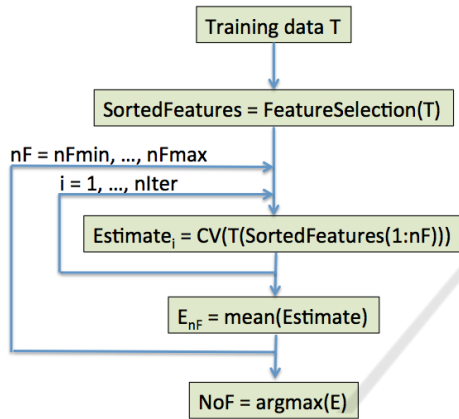 Training data T
SortedFeatures = FeatureSelection(T)
nF = nFmin, ..., nFmax
i = 1, ..., nIter
Estimateᵢ = CV(T(SortedFeatures(1:nF)))
EnF = mean(Estimate)
NoF = argmax(E)